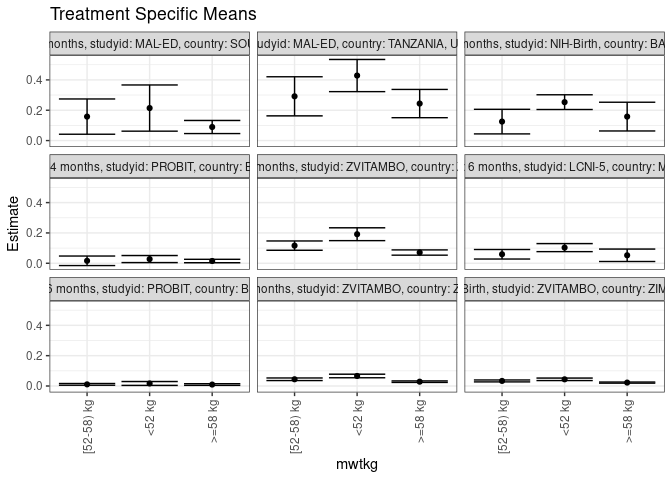 Treatment Specific Means
months, studyid: MAL-ED, country: SOU
udyid: MAL-ED, country: TANZANIA, U
months, studyid: NIH-Birth, country: BA
0.4
0.2
0.0
4 months, studyid: PROBIT, country: B
months, studyid: ZVITAMBO, country:
6 months, studyid: LCNI-5, country: M
0.4
0.2
0.0
6 months, studyid: PROBIT, country: B
months, studyid: ZVITAMBO, country: Z
Birth, studyid: ZVITAMBO, country: ZIM
0.4
0.2
0.0
Estimate
[52-58) kg
<52 kg
>=58 kg
[52-58) kg
<52 kg
>=58 kg
[52-58) kg
<52 kg
>=58 kg
mwtkg